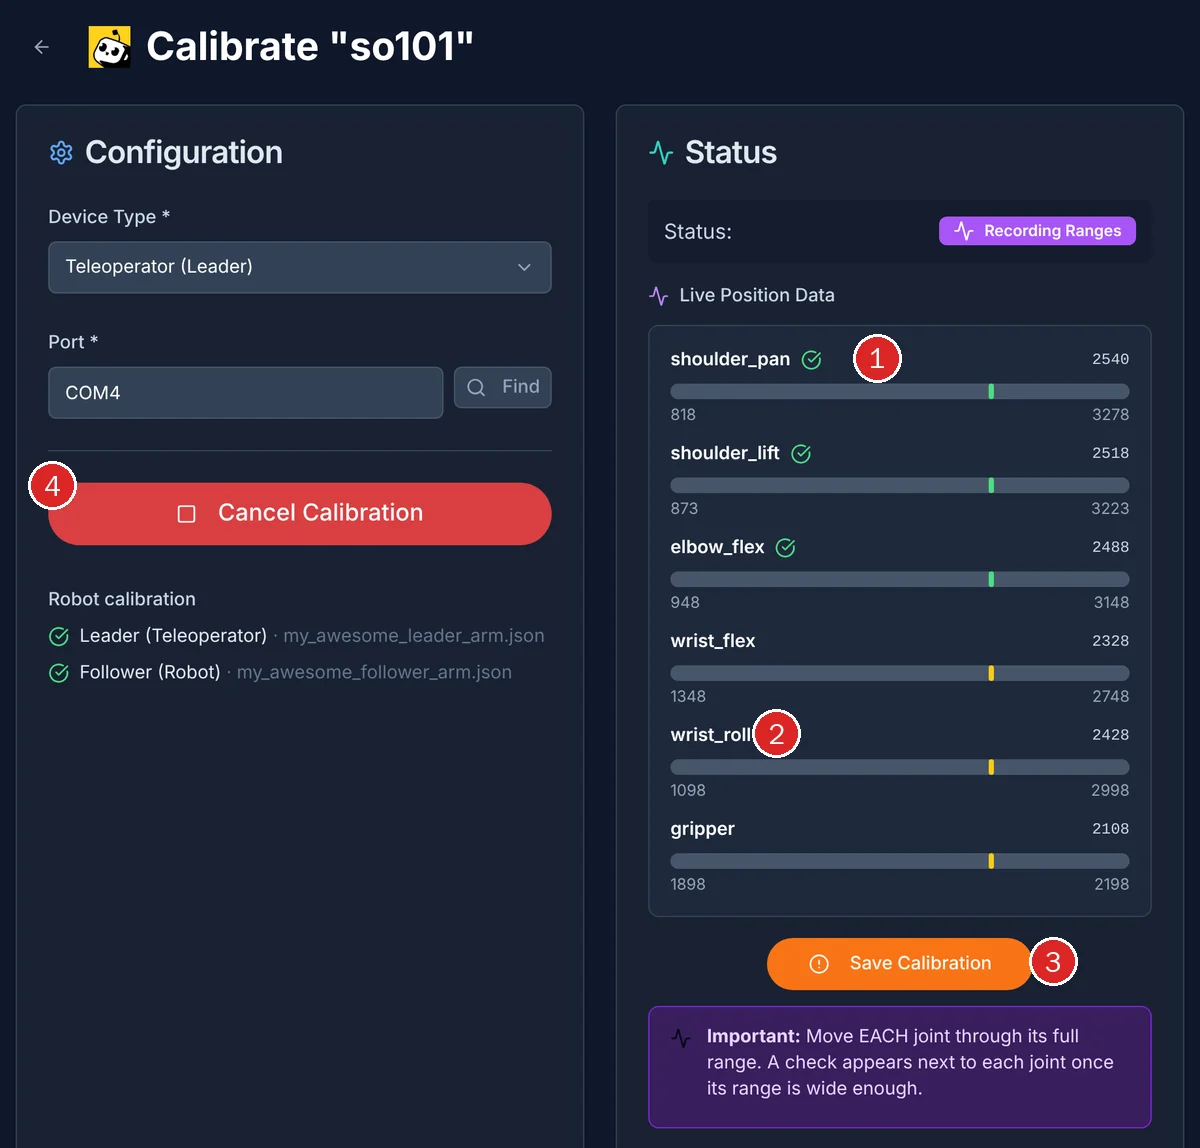 Calibrate "so101"
Configuration
Device Type *
Teleoperator (Leader)
Port *
COM4
Find
4
Cancel Calibration
Robot calibration
Leader (Teleoperator) · my_awesome_leader_arm.json
Follower (Robot) · my_awesome_follower_arm.json
Status
Status:
Recording Ranges
Live Position Data
shoulder_pan 1 2540
818 3278
shoulder_lift 2518
873 3223
elbow_flex 2488
948 3148
wrist_flex 2328
1348 2748
wrist_roll 2 2428
1098 2998
gripper 2108
1898 2198
Save Calibration 3
Important: Move EACH joint through its full
range. A check appears next to each joint once
its range is wide enough.